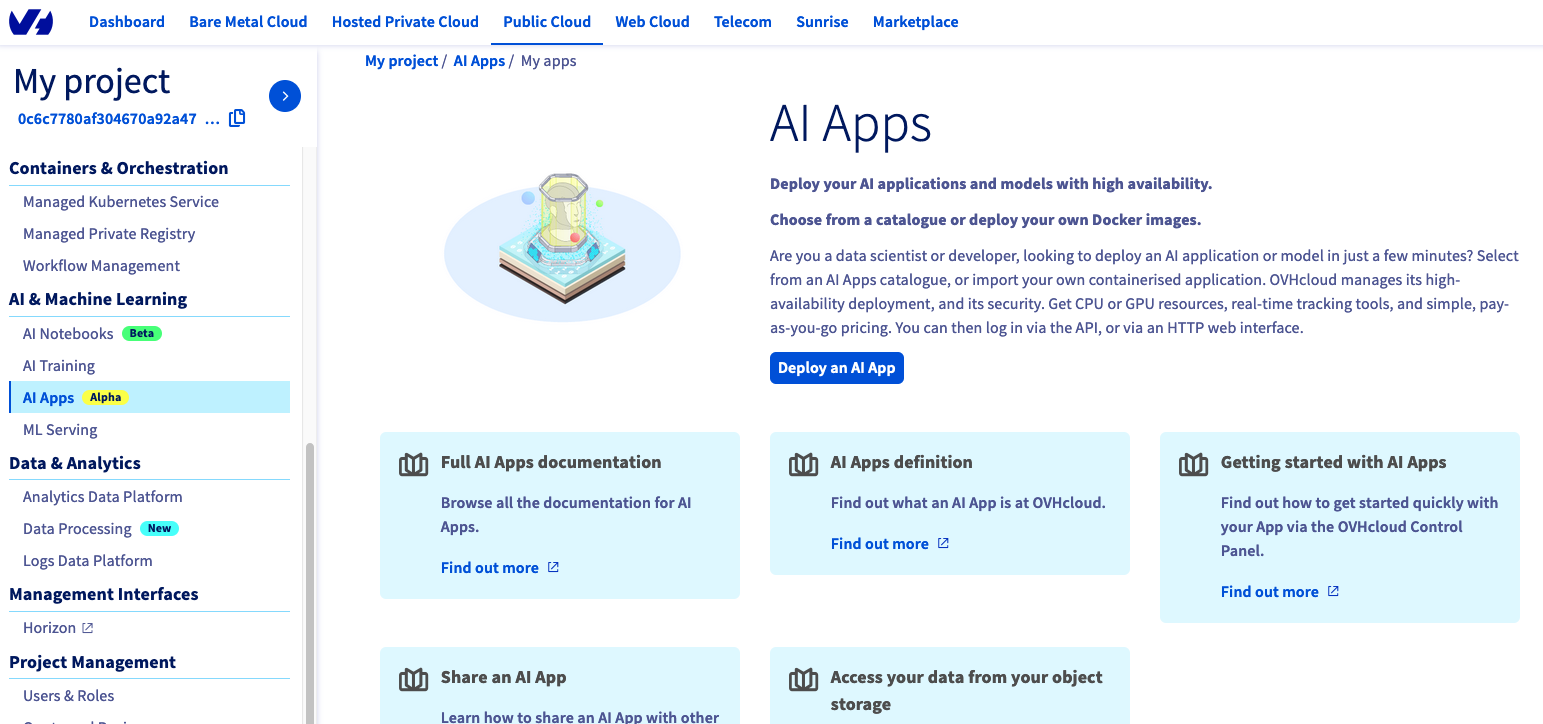 Dashboard Bare Metal Cloud Hosted Private Cloud Public Cloud Web Cloud Telecom Sunrise Marketplace
My project
0c6c7780af304670a92a47 ...
Containers & Orchestration
Managed Kubernetes Service
Managed Private Registry
Workflow Management
AI & Machine Learning
AI Notebooks Beta
AI Training
AI Apps Alpha
ML Serving
Data & Analytics
Analytics Data Platform
Data Processing New
Logs Data Platform
Management Interfaces
Horizon
Project Management
Users & Roles
My project / AI Apps / My apps
AI Apps
Deploy your AI applications and models with high availability.
Choose from a catalogue or deploy your own Docker images.
Are you a data scientist or developer, looking to deploy an AI application or model in just a few minutes? Select
from an AI Apps catalogue, or import your own containerised application. OVHcloud manages its high-
availability deployment, and its security. Get CPU or GPU resources, real-time tracking tools, and simple, pay-
as-you-go pricing. You can then log in via the API, or via an HTTP web interface.
Deploy an AI App
Full AI Apps documentation
Browse all the documentation for AI
Apps.
Find out more
AI Apps definition
Find out what an AI App is at OVHcloud.
Find out more
Getting started with AI Apps
Find out how to get started quickly with
your App via the OVHcloud Control
Panel.
Find out more
Share an AI App
Learn how to share an AI App with other
Access your data from your object
storage